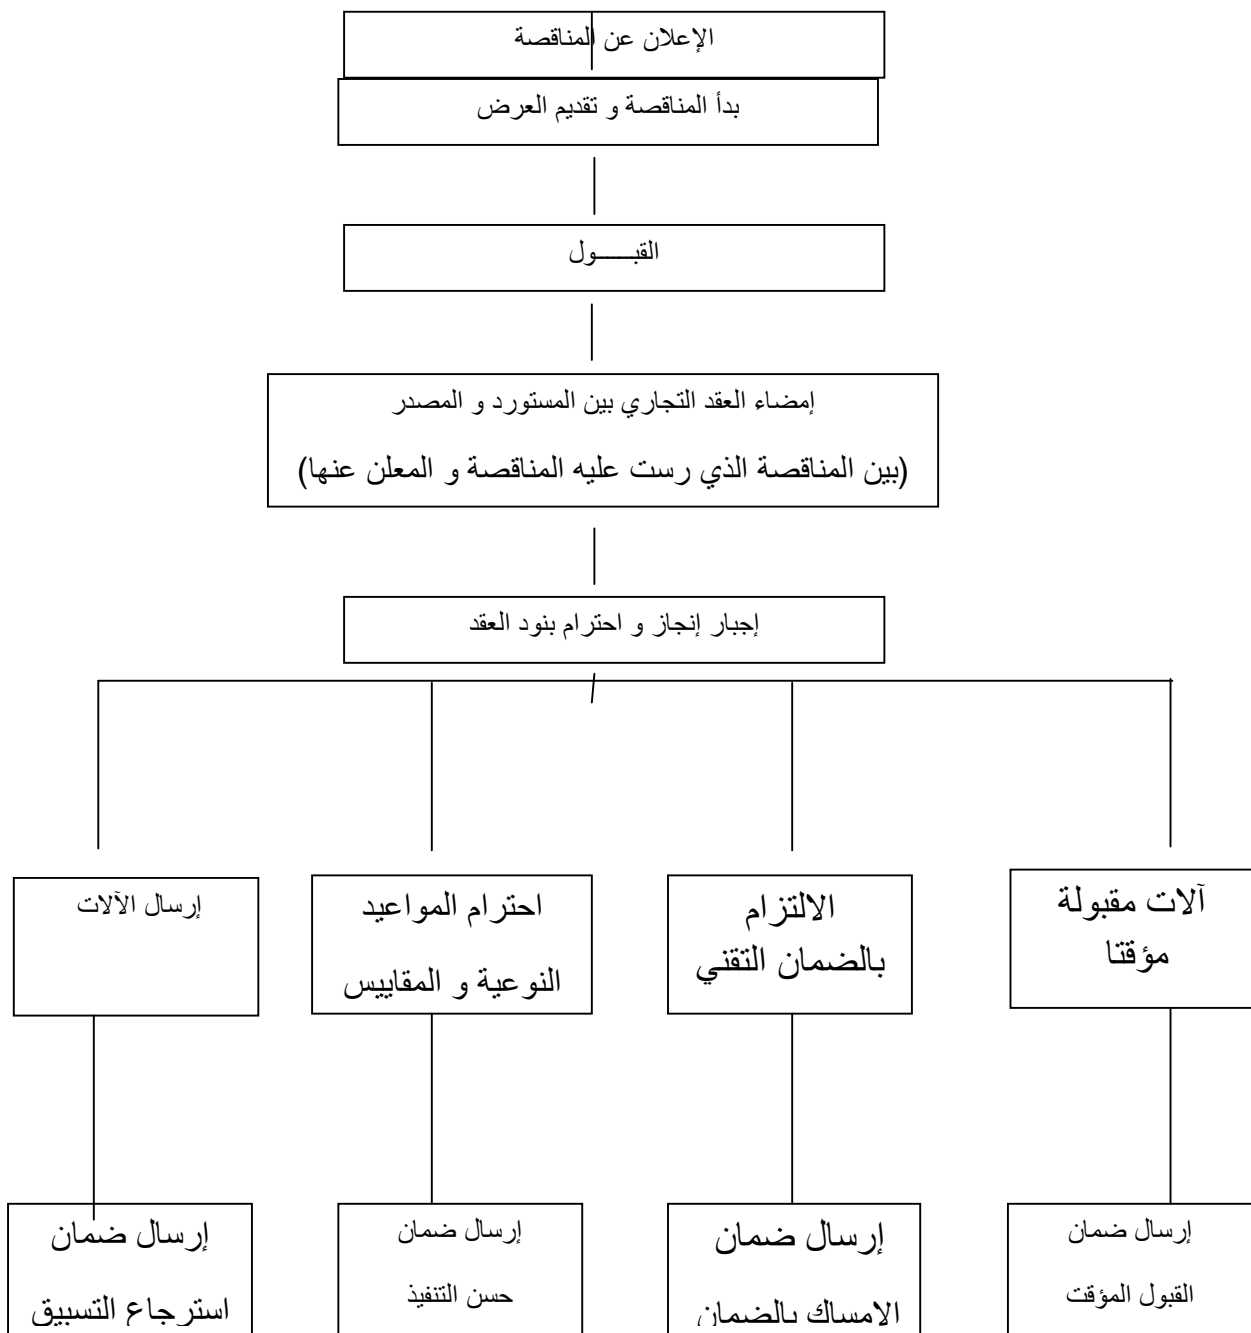 الإعلان عن المناقصة
بدأ المناقصة و تقديم العرض
القبـــــول
إمضاء العقد التجاري بين المستورد و المصدر
(بين المناقصة الذي رست عليه المناقصة و المعلن عنها)
إجبار إنجاز و احترام بنود العقد
آلات مقبولة
مؤقتا
الالتزام
بالضمان التقني
احترام المواعيد
النوعية و المقاييس
إرسال الآلات
إرسال ضمان
القبول المؤقت
إرسال ضمان
الامساك بالضمان
إرسال ضمان
حسن التنفيذ
إرسال ضمان
استرجاع التسبيق